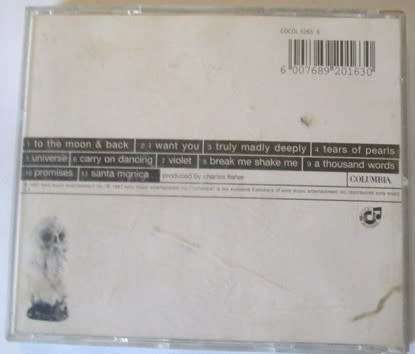 6 007689 201630
1 to the moon & back 2 i want you 3 truly madly deeply 4 tears of pearls
5 universe 6 carry on dancing 7 violet 8 break me shake me 9 a thousand words
10 promises 11 santa monica produced by charles fisher COLUMBIA